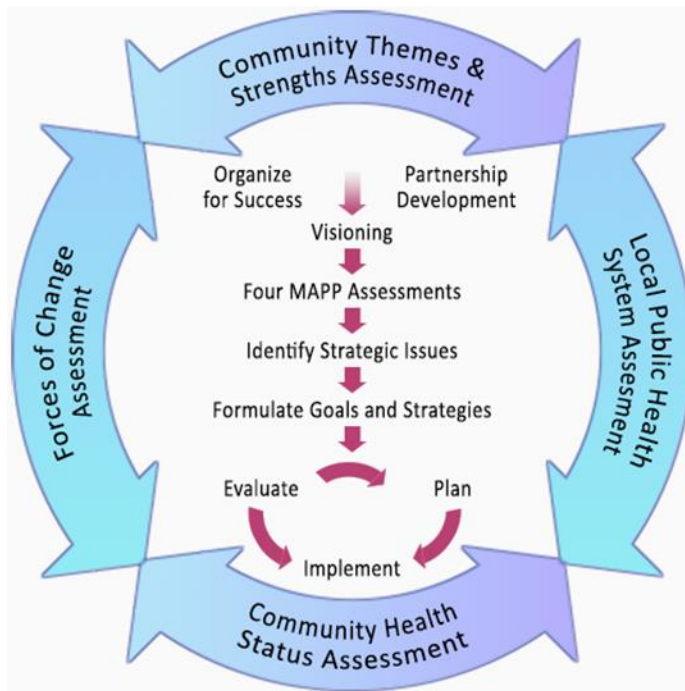 Community Themes &
Strengths Assessment
Organize
for Success
Partnership
Development
Visioning
Four MAPP Assessments
Identify Strategic Issues
Formulate Goals and Strategies
Evaluate
Plan
Implement
Forces of Change
Assessment
Local Public Health
System Assesment
Community Health
Status Assessment